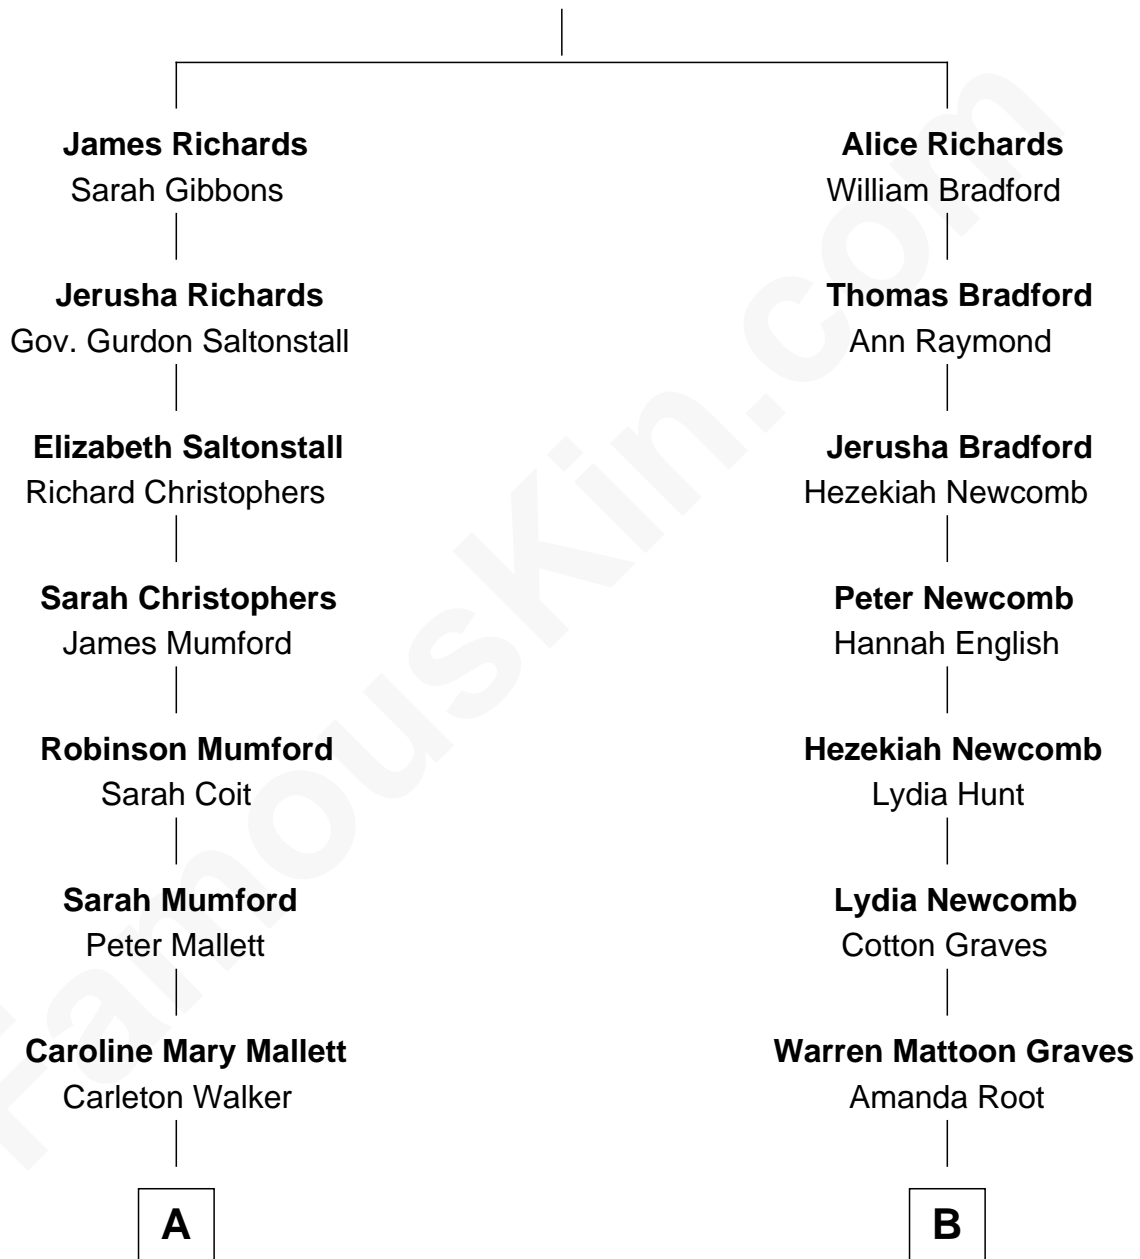 James Richards
Sarah Gibbons
Jerusha Richards
Gov. Gurdon Saltonstall
Elizabeth Saltonstall
Richard Christophers
Sarah Christophers
James Mumford
Robinson Mumford
Sarah Coit
Sarah Mumford
Peter Mallett
Caroline Mary Mallett
Carleton Walker
A
Alice Richards
William Bradford
Thomas Bradford
Ann Raymond
Jerusha Bradford
Hezekiah Newcomb
Peter Newcomb
Hannah English
Hezekiah Newcomb
Lydia Hunt
Lydia Newcomb
Cotton Graves
Warren Mattoon Graves
Amanda Root
B
FamousKin.com